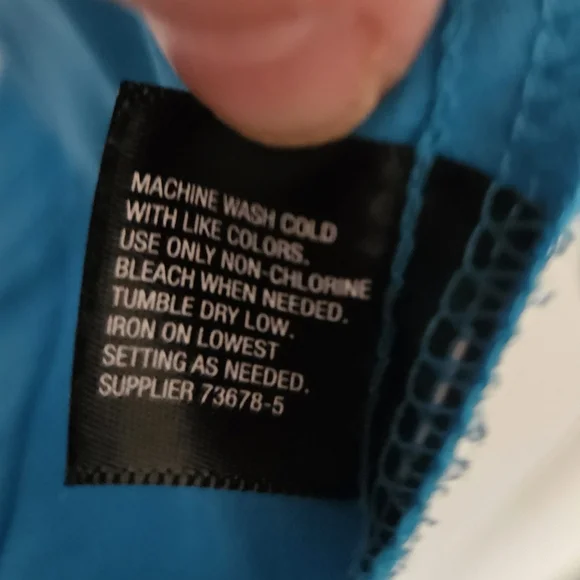 MACHINE WASH COLD
WITH LIKE COLORS.
USE ONLY NON-CHLORINE
BLEACH WHEN NEEDED.
TUMBLE DRY LOW.
IRON ON LOWEST
SETTING AS NEEDED.
SUPPLIER 73678-5